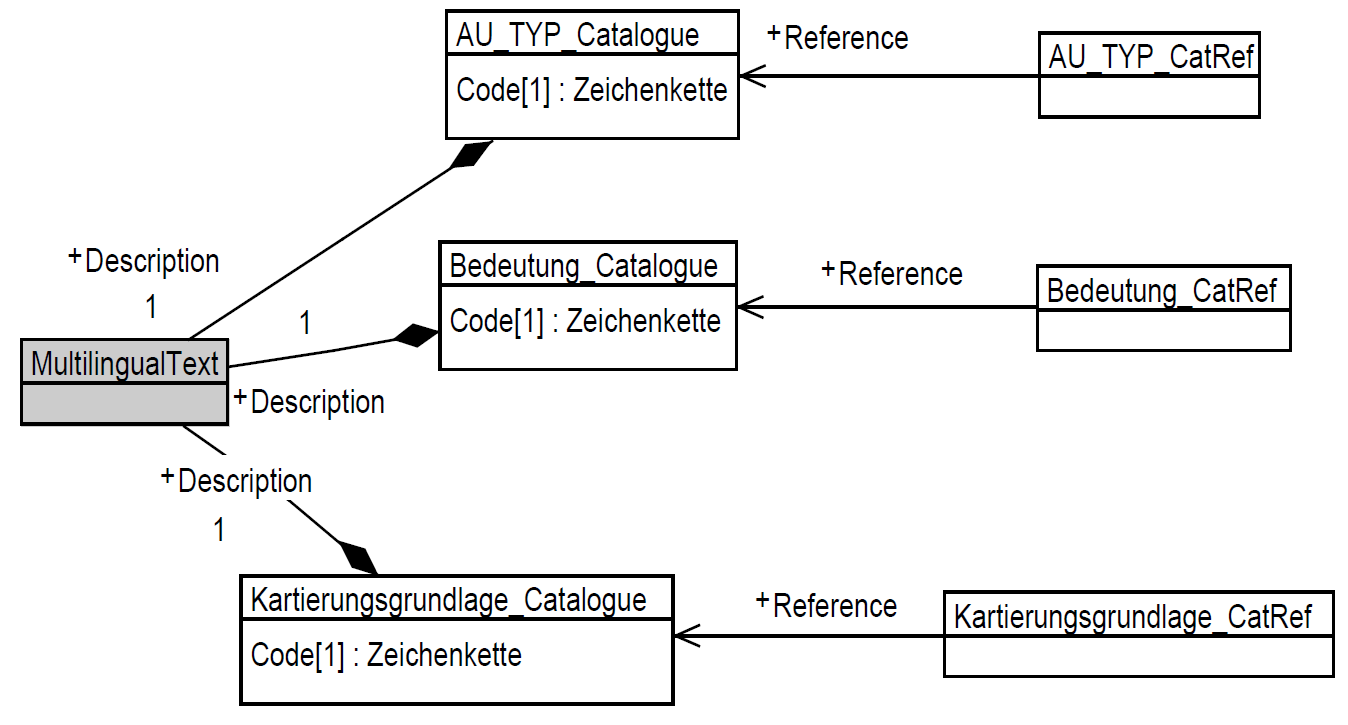 AU_TYP_Catalogue
Code[1] : Zeichenkette
+Reference
AU_TYP_CatRef
+Description
1
Bedeutung_Catalogue
Code[1] : Zeichenkette
+Reference
Bedeutung_CatRef
1
MultilingualText
+Description
+Description
1
Kartierungsgrundlage_Catalogue
Code[1] : Zeichenkette
+Reference
Kartierungsgrundlage_CatRef